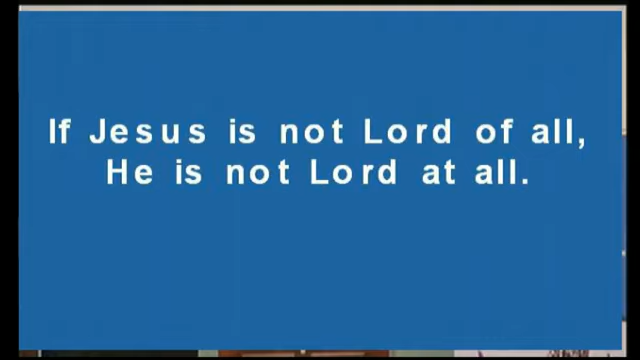 If Jesus is not Lord of all,
He is not Lord at all.